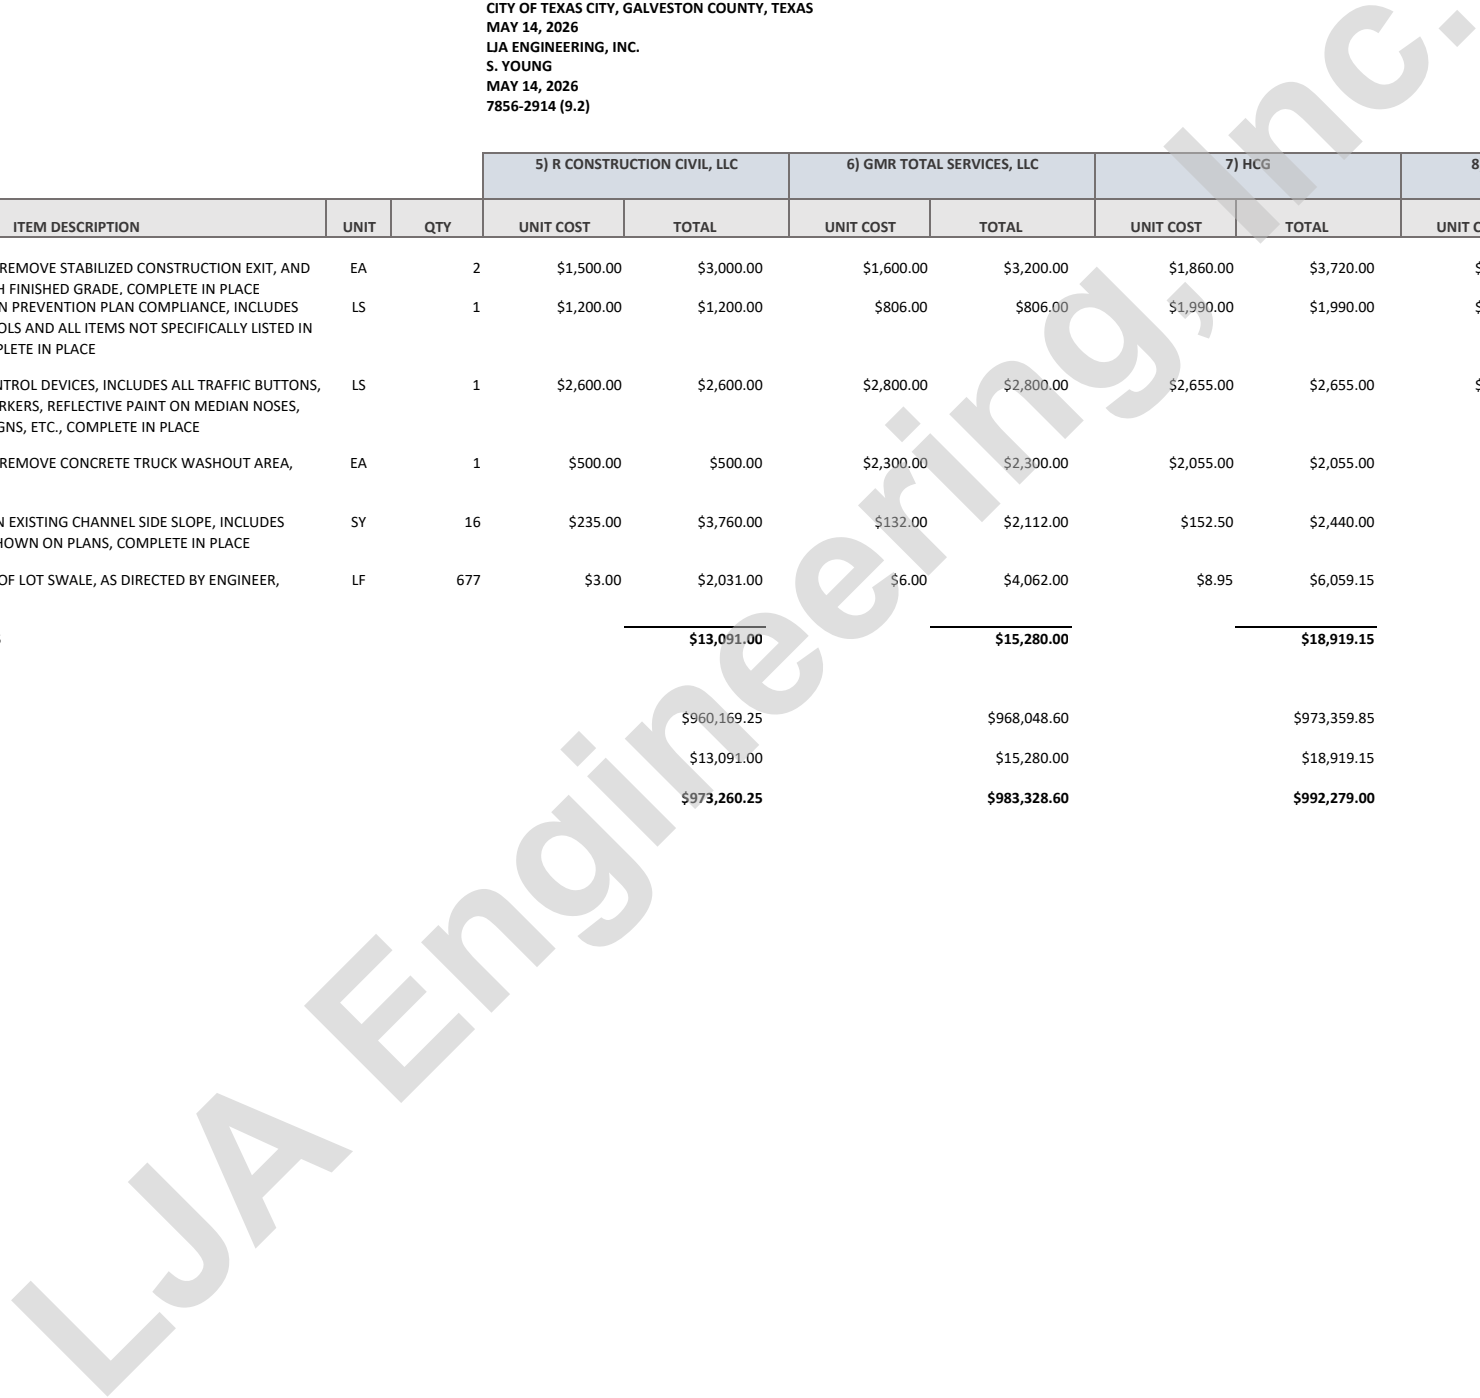 CITY OF TEXAS CITY, GALVESTON COUNTY, TEXAS
MAY 14, 2026
LJA ENGINEERING, INC.
S. YOUNG
MAY 14, 2026
7856-2914 (9.2)
5) R CONSTRUCTION CIVIL, LLC 6) GMR TOTAL SERVICES, LLC 7) HCG 8
ITEM DESCRIPTION UNIT QTY UNIT COST TOTAL UNIT COST TOTAL UNIT COST TOTAL UNIT
REMOVE STABILIZED CONSTRUCTION EXIT, AND EA 2 $1,500.00 $3,000.00 $1,600.00 $3,200.00 $1,860.00 $3,720.00
H FINISHED GRADE, COMPLETE IN PLACE
N PREVENTION PLAN COMPLIANCE, INCLUDES LS 1 $1,200.00 $1,200.00 $806.00 $806.00 $1,990.00 $1,990.00
OLS AND ALL ITEMS NOT SPECIFICALLY LISTED IN
PLETE IN PLACE
NTROL DEVICES, INCLUDES ALL TRAFFIC BUTTONS, LS 1 $2,600.00 $2,600.00 $2,800.00 $2,800.00 $2,655.00 $2,655.00
RKERS, REFLECTIVE PAINT ON MEDIAN NOSES,
GNS, ETC., COMPLETE IN PLACE
REMOVE CONCRETE TRUCK WASHOUT AREA, EA 1 $500.00 $500.00 $2,300.00 $2,300.00 $2,055.00 $2,055.00
N EXISTING CHANNEL SIDE SLOPE, INCLUDES SY 16 $235.00 $3,760.00 $132.00 $2,112.00 $152.50 $2,440.00
HOWN ON PLANS, COMPLETE IN PLACE
OF LOT SWALE, AS DIRECTED BY ENGINEER, LF 677 $3.00 $2,031.00 $6.00 $4,062.00 $8.95 $6,059.15
$13,091.00 $15,280.00 $18,919.15
$960,169.25 $968,048.60 $973,359.85
$13,091.00 $15,280.00 $18,919.15
$973,260.25 $983,328.60 $992,279.00
LJA Engineering, Inc.